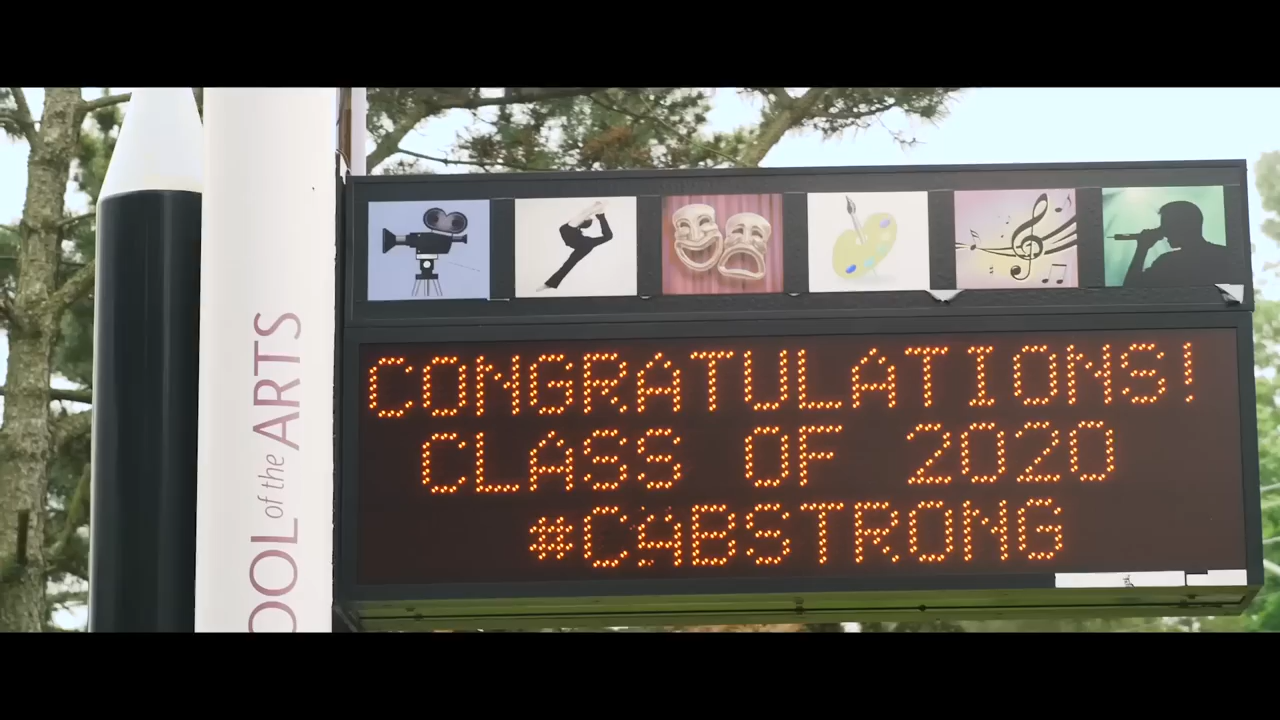 OOL of the ARTS
CONGRATULATIONS!
CLASS OF 2020
#CABSTRONG